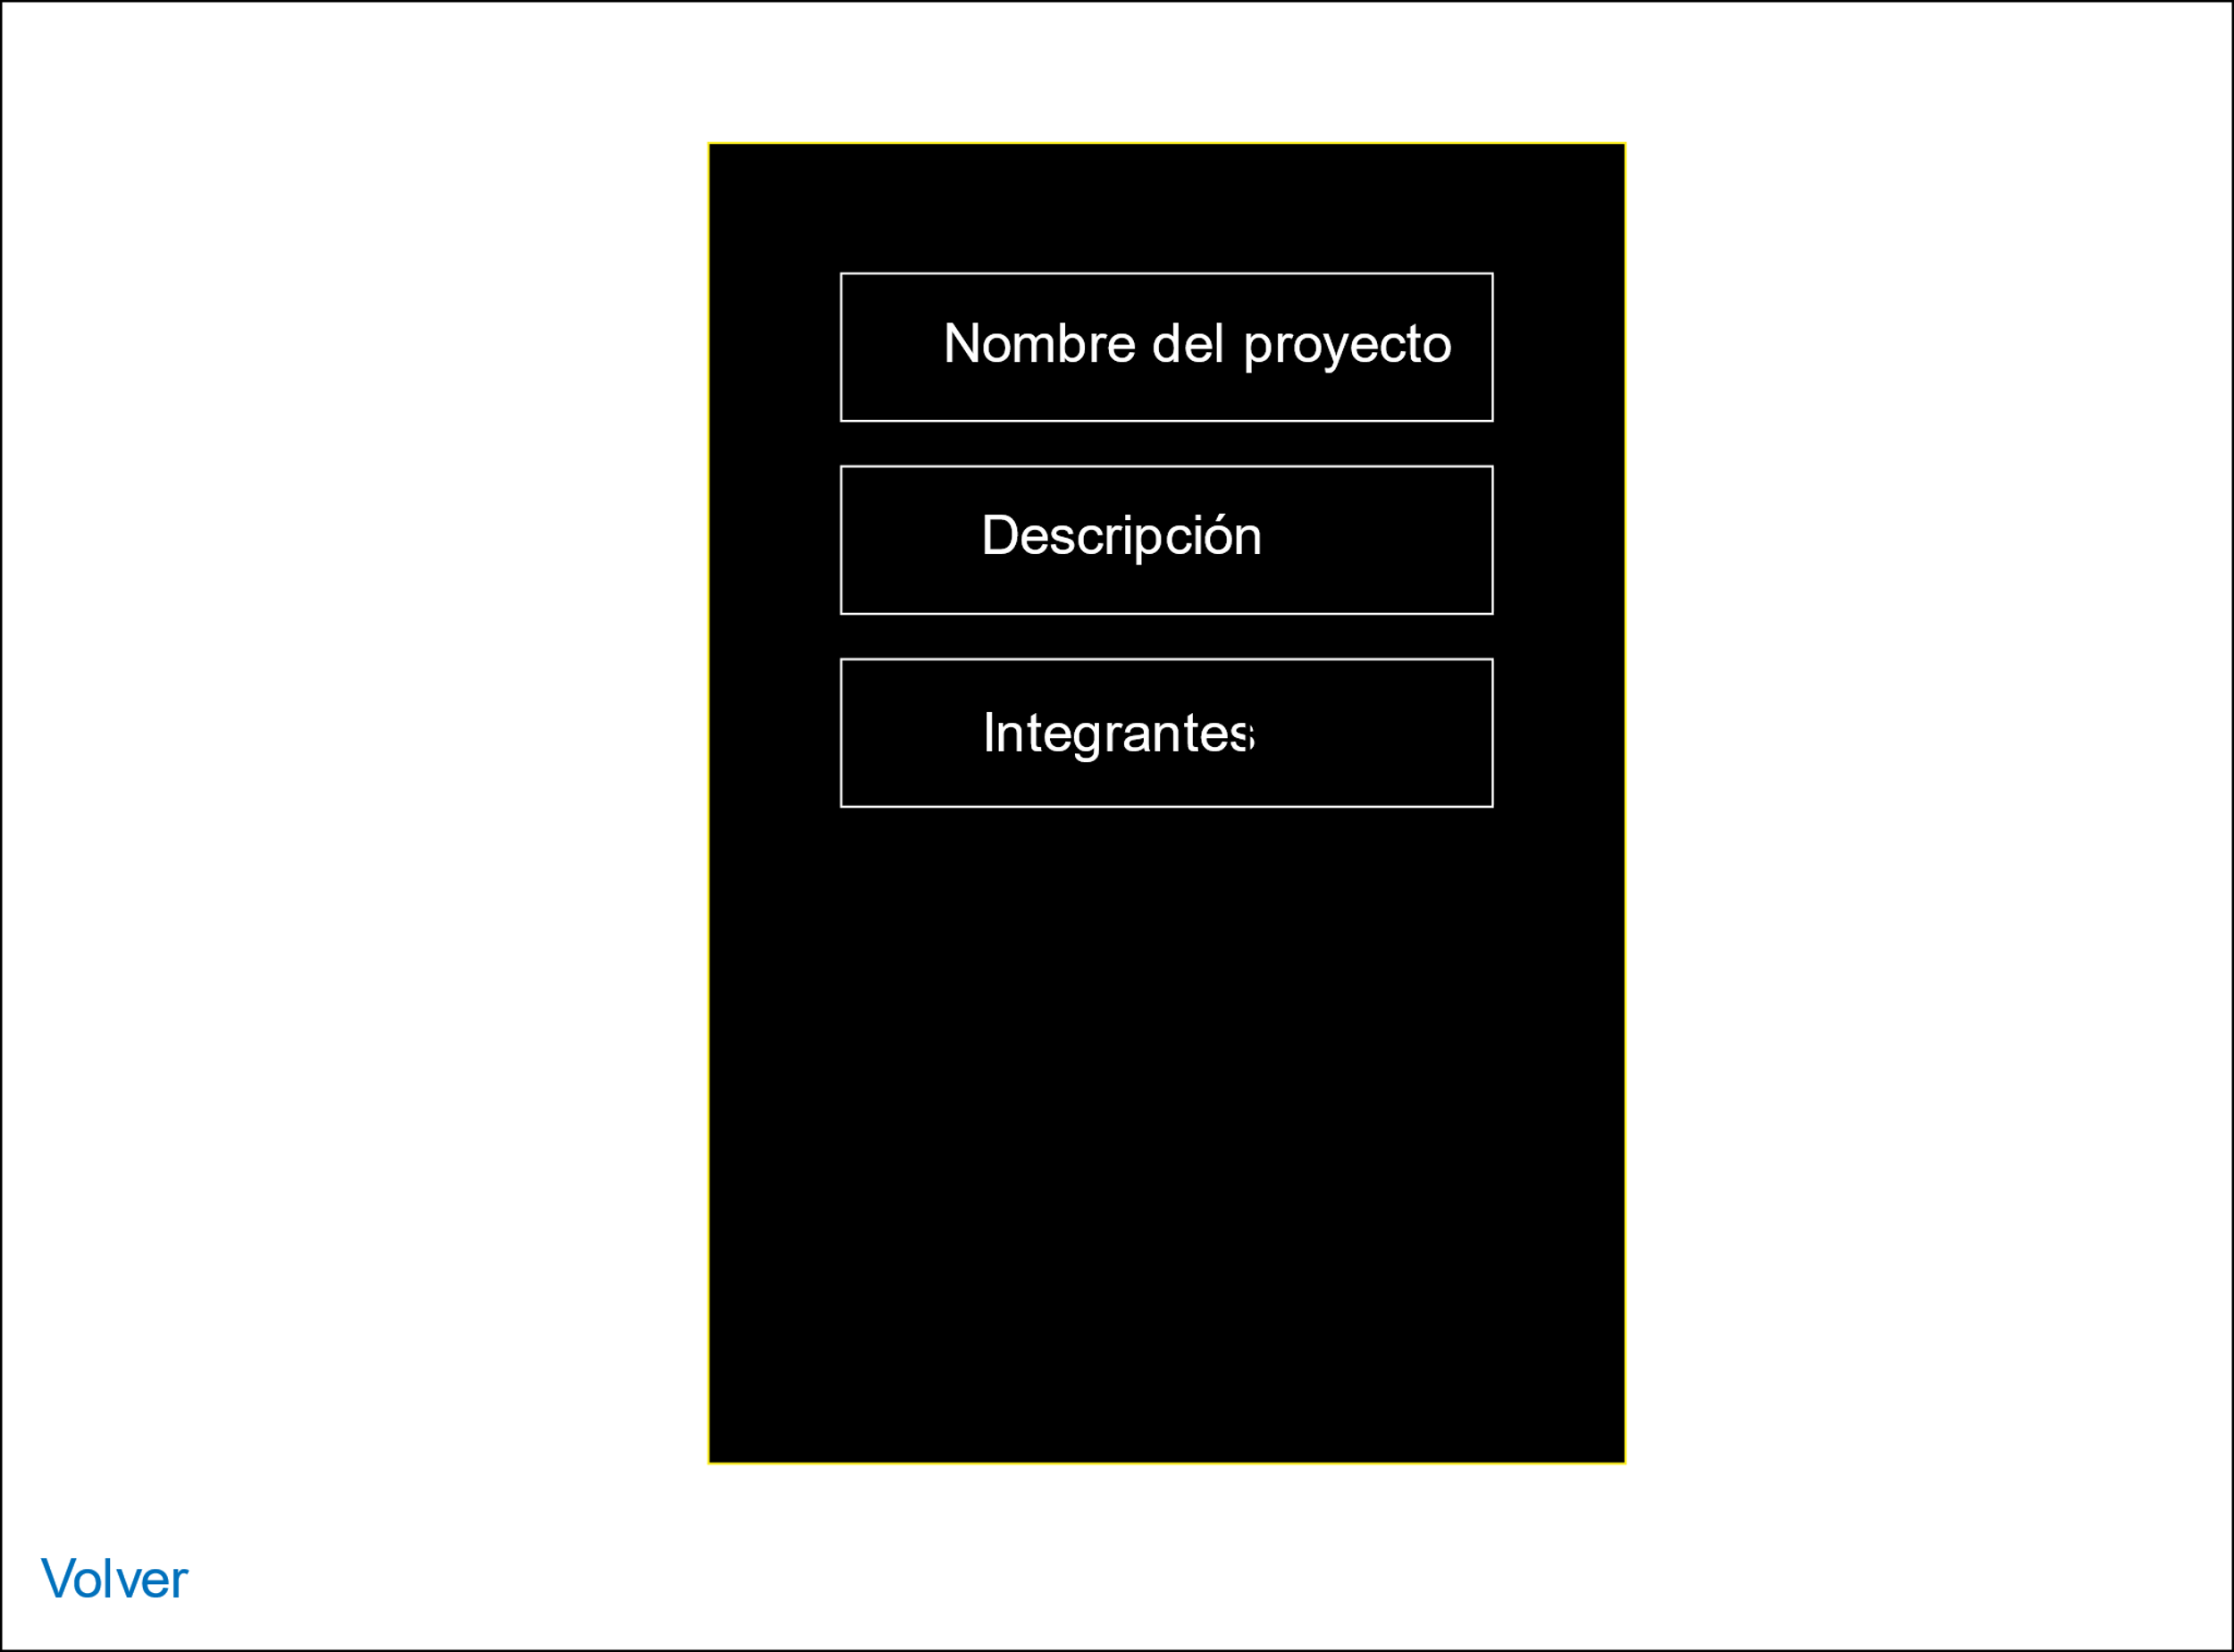 Nombre del proyecto
Descripción
Integrantes
Volver